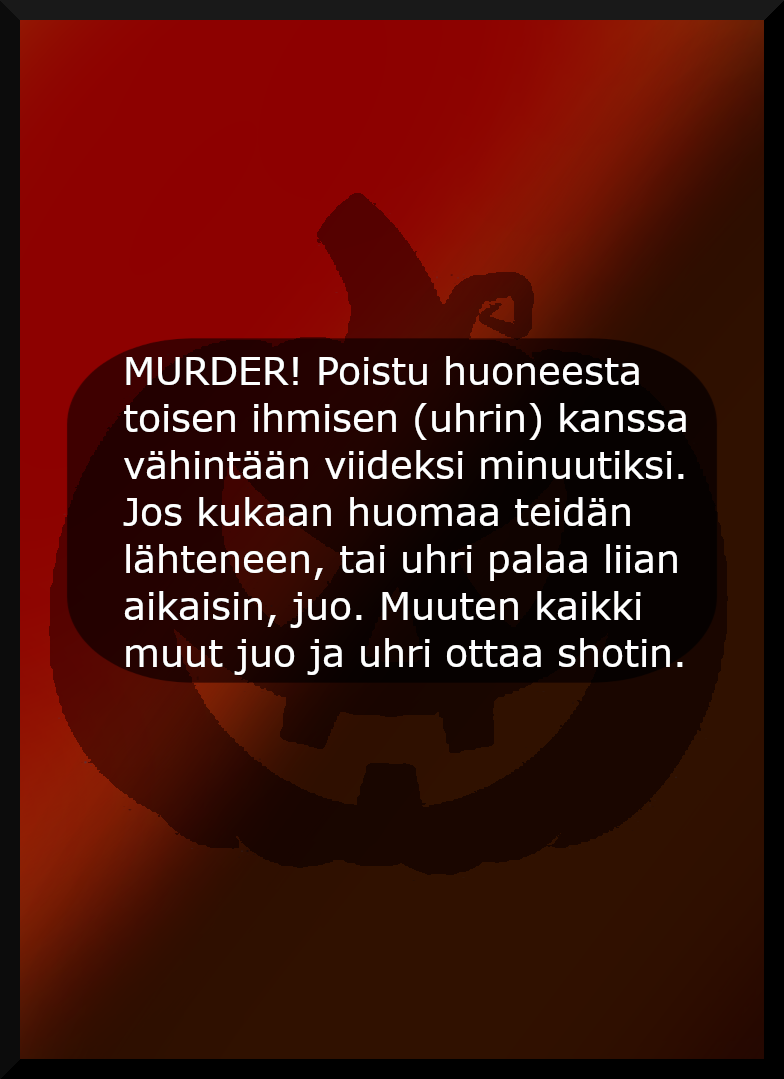 MURDER! Poistu huoneesta
toisen ihmisen (uhrin) kanssa
vähintään viideksi minuutiksi.
Jos kukaan huomaa teidän
lähteneen, tai uhri palaa liian
aikaisin, juo. Muuten kaikki
muut juo ja uhri ottaa shotin.